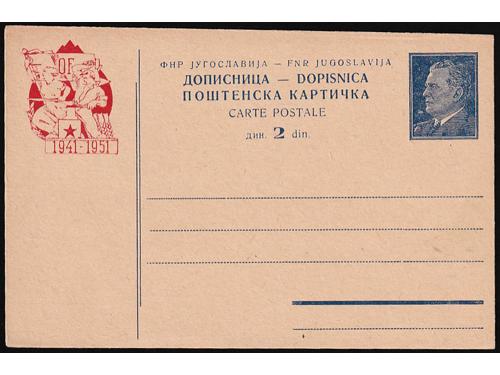 OF
1941-1951
ФНР ЈУГОСЛАВИЈА — FNR JUGOSLAVIJA
ДОПИСНИЦА — DOPISNICA
ПОШТЕНСКА КАРТИЧКА
CARTE POSTALE
дин. 2 din.